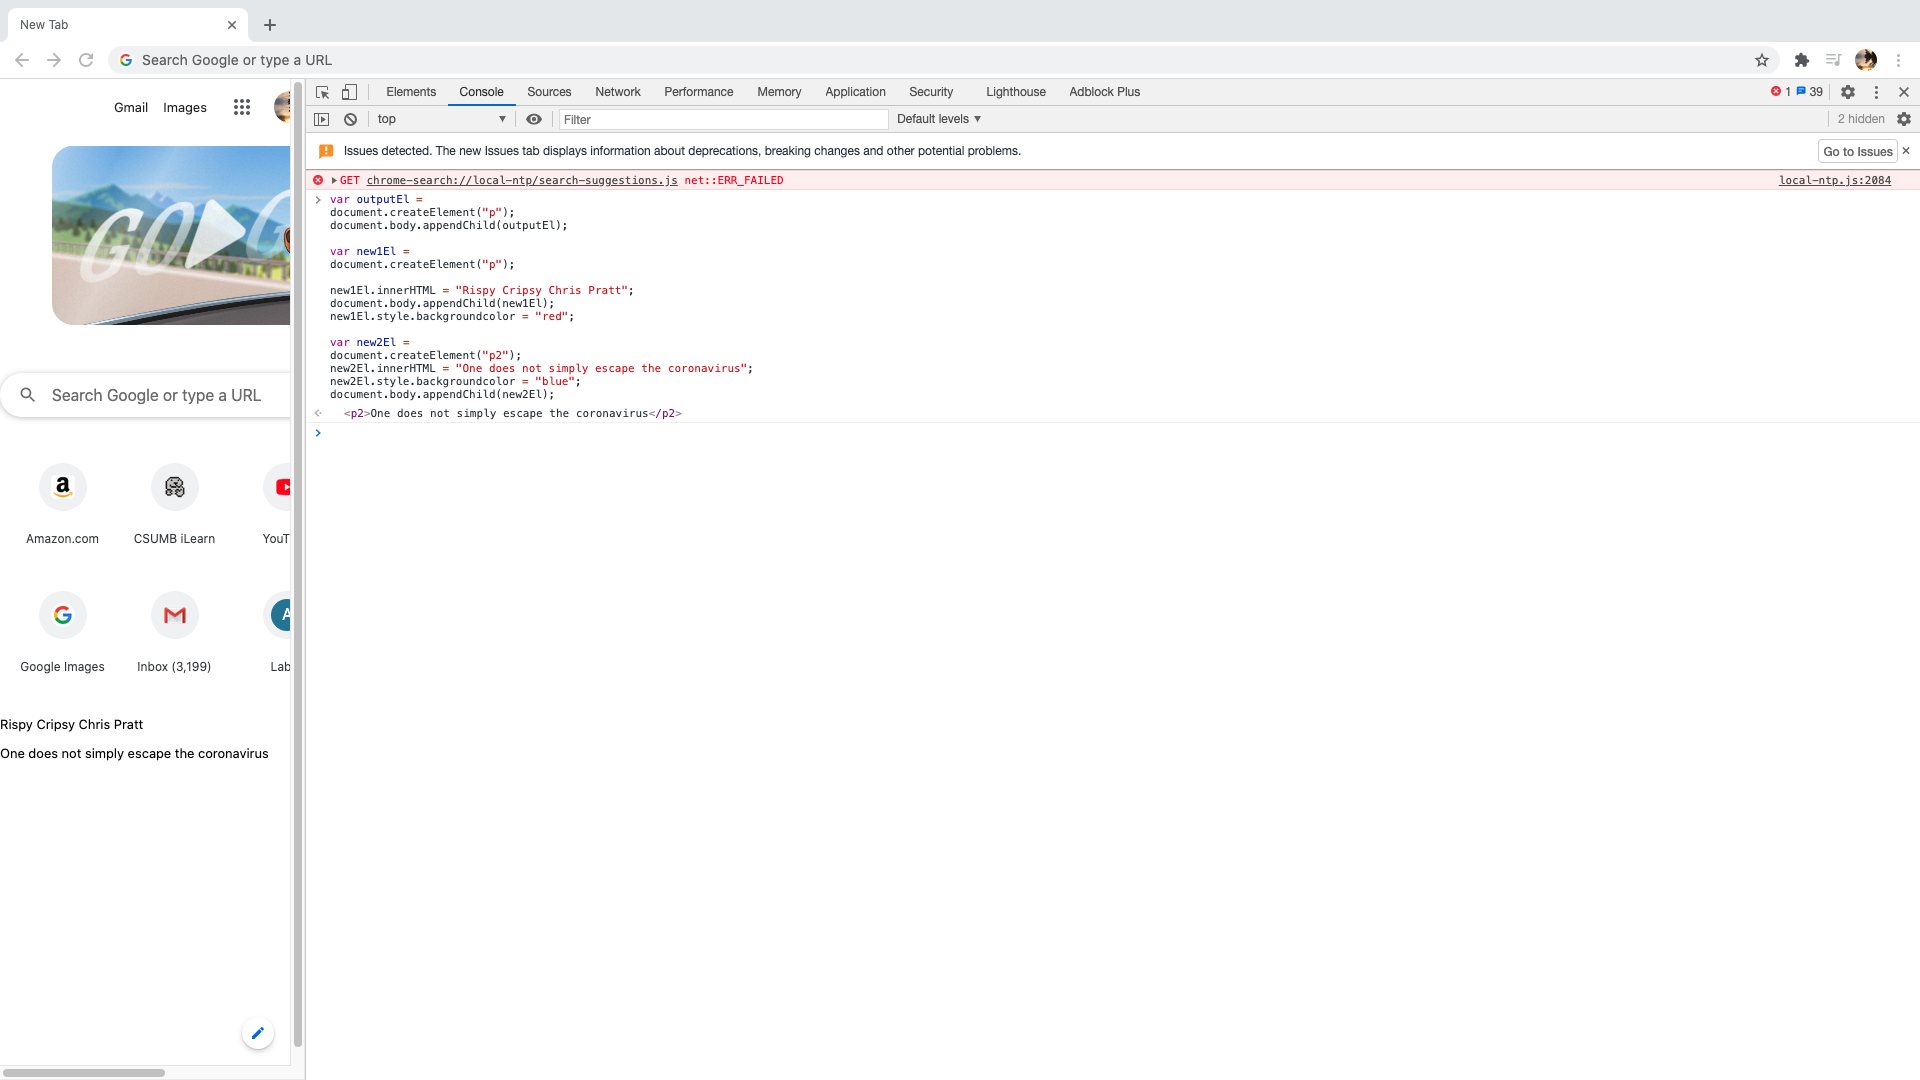 New Tab
Search Google or type a URL
Gmail Images
GO G
Search Google or type a URL
Amazon.com CSUMB iLearn YouT
Google Images Inbox (3,199) Lab
A
Rispy Cripsy Chris Pratt
One does not simply escape the coronavirus
Elements Console Sources Network Performance Memory Application Security Lighthouse Adblock Plus 1 39
top Filter Default levels 2 hidden
Issues detected. The new Issues tab displays information about deprecations, breaking changes and other potential problems. Go to Issues
GET chrome-search://local-ntp/search-suggestions.js net::ERR_FAILED local-ntp.js:2084
var outputEl =
document.createElement("p");
document.body.appendChild(outputEl);
var new1El =
document.createElement("p");
new1El.innerHTML = "Rispy Cripsy Chris Pratt";
document.body.appendChild(new1El);
new1El.style.backgroundcolor = "red";
var new2El =
document.createElement("p2");
new2El.innerHTML = "One does not simply escape the coronavirus";
new2El.style.backgroundcolor = "blue";
document.body.appendChild(new2El);
<p2>One does not simply escape the coronavirus</p2>